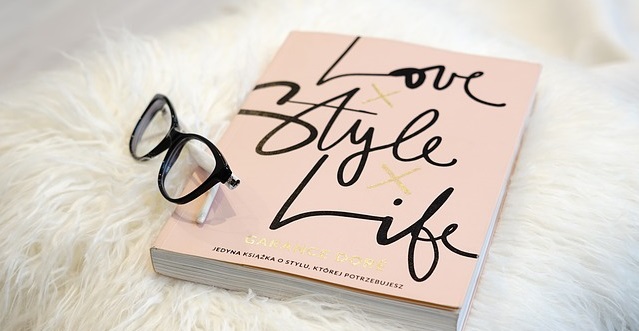 Love
×
Style
×
Life
GARANCE DORÉ
JEDYNA KSIĄŻKA O STYLU, KTÓREJ POTRZEBUJESZ